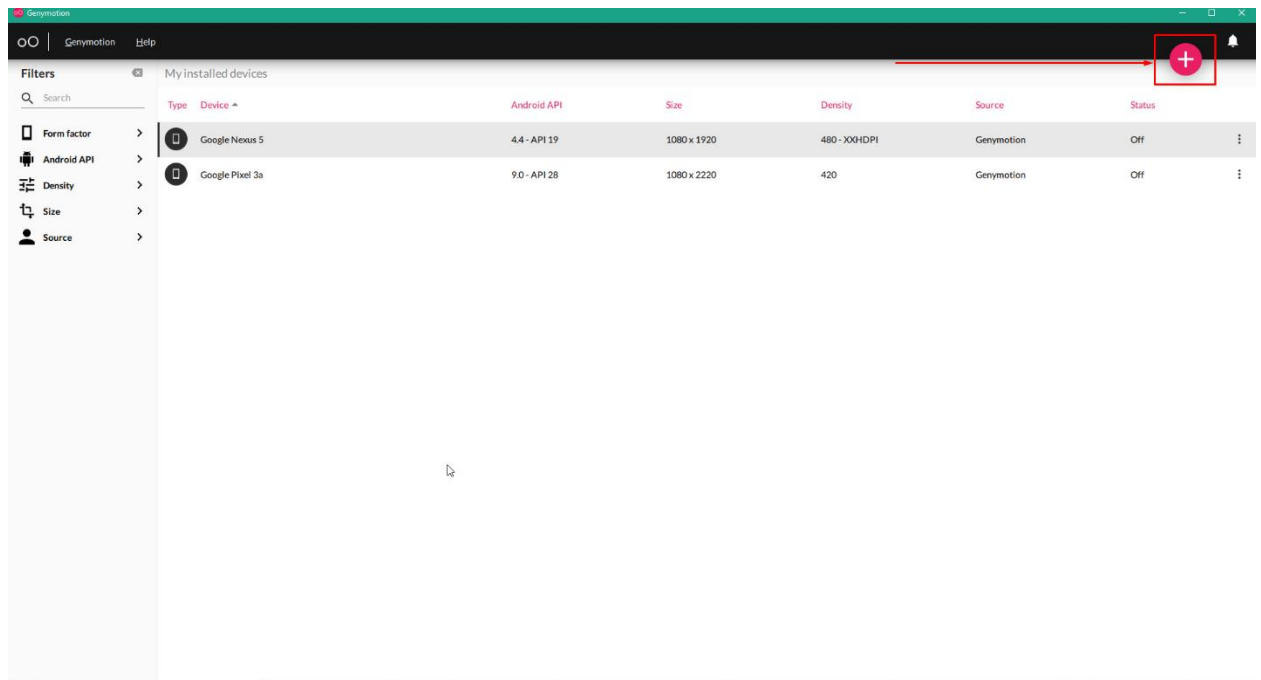 Genymotion
Genymotion Help
Filters
My installed devices
Search
Type Device Android API Size Density Source Status
Form factor
Google Nexus 5 4.4 - API 19 1080 x 1920 480 - XXHDPI Genymotion Off
Android API
Google Pixel 3a 9.0 - API 28 1080 x 2220 420 Genymotion Off
Density
Size
Source